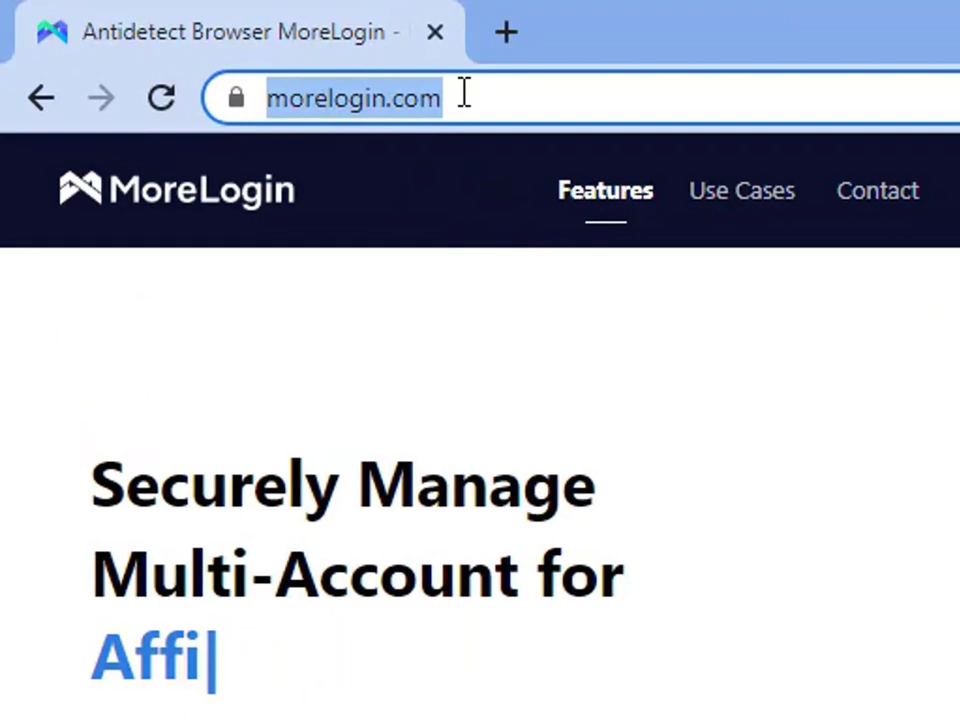 Antidetect Browser MoreLogin -
morelogin.com
MoreLogin Features Use Cases Contact
Securely Manage
Multi-Account for
Affi|